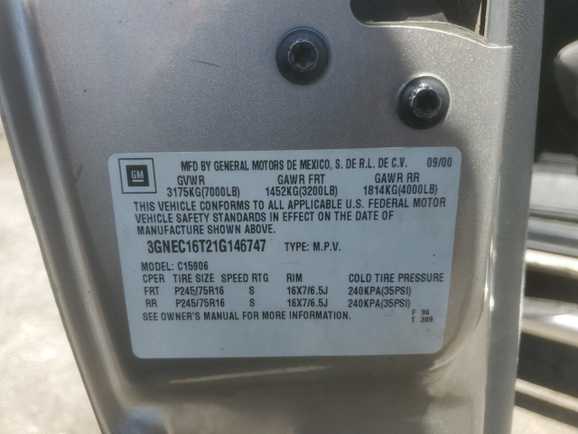 GM
MFD BY GENERAL MOTORS DE MEXICO, S. DE R.L. DE C.V. 09/00
GVWR GAWR FRT GAWR RR
3175KG(7000LB) 1452KG(3200LB) 1814KG(4000LB)
THIS VEHICLE CONFORMS TO ALL APPLICABLE U.S. FEDERAL MOTOR
VEHICLE SAFETY STANDARDS IN EFFECT ON THE DATE OF
MANUFACTURE SHOWN ABOVE.
3GNEC16T21G146747 TYPE: M.P.V.
MODEL: C15906
CPER TIRE SIZE SPEED RTG RIM COLD TIRE PRESSURE
FRT P245/75R16 S 16X7/6.5J 240KPA(35PSI)
RR P245/75R16 S 16X7/6.5J 240KPA(35PSI)
SEE OWNER'S MANUAL FOR MORE INFORMATION.